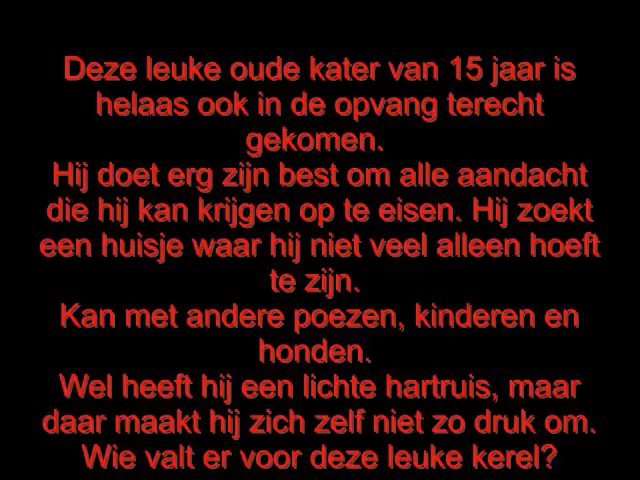 Deze leuke oude kater van 15 jaar is
helaas ook in de opvang terecht
gekomen.
Hij doet erg zijn best om alle aandacht
die hij kan krijgen op te eisen. Hij zoekt
een huisje waar hij niet veel alleen hoeft
te zijn.
Kan met andere poezen, kinderen en
honden.
Wel heeft hij een lichte hartruis, maar
daar maakt hij zich zelf niet zo druk om.
Wie valt er voor deze leuke kerel?